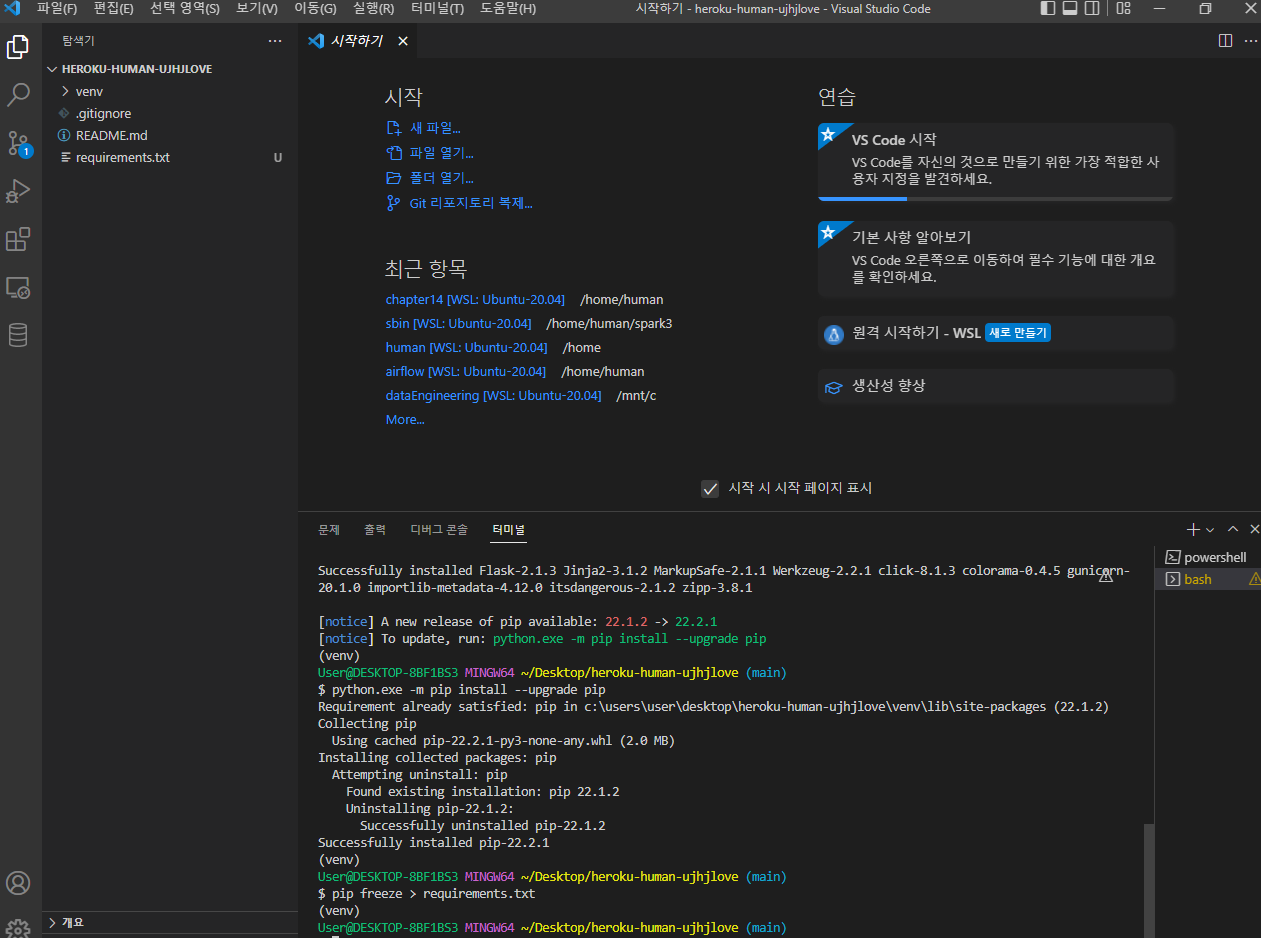 파일(F) 편집(E) 선택 영역(S) 보기(V) 이동(G) 실행(R) 터미널(T) 도움말(H) 시작하기 - heroku-human-ujhjlove - Visual Studio Code
탐색기
시작하기
HEROKU-HUMAN-UJHJLOVE
venv
.gitignore
README.md
requirements.txt U
1
시작
새 파일...
파일 열기...
폴더 열기...
Git 리포지토리 복제...
최근 항목
chapter14 [WSL: Ubuntu-20.04] /home/human
sbin [WSL: Ubuntu-20.04] /home/human/spark3
human [WSL: Ubuntu-20.04] /home
airflow [WSL: Ubuntu-20.04] /home/human
dataEngineering [WSL: Ubuntu-20.04] /mnt/c
More...
연습
VS Code 시작
VS Code를 자신의 것으로 만들기 위한 가장 적합한 사
용자 지정을 발견하세요.
기본 사항 알아보기
VS Code 오른쪽으로 이동하여 필수 기능에 대한 개요
를 확인하세요.
원격 시작하기 - WSL 새로 만들기
생산성 향상
시작 시 시작 페이지 표시
문제 출력 디버그 콘솔 터미널
powershell
bash
Successfully installed Flask-2.1.3 Jinja2-3.1.2 MarkupSafe-2.1.1 Werkzeug-2.2.1 click-8.1.3 colorama-0.4.5 gunicorn-
20.1.0 importlib-metadata-4.12.0 itsdangerous-2.1.2 zipp-3.8.1
[notice] A new release of pip available: 22.1.2 -> 22.2.1
[notice] To update, run: python.exe -m pip install --upgrade pip
(venv)
User@DESKTOP-8BF1BS3 MINGW64 ~/Desktop/heroku-human-ujhjlove (main)
$ python.exe -m pip install --upgrade pip
Requirement already satisfied: pip in c:\users\user\desktop\heroku-human-ujhjlove\venv\lib\site-packages (22.1.2)
Collecting pip
Using cached pip-22.2.1-py3-none-any.whl (2.0 MB)
Installing collected packages: pip
Attempting uninstall: pip
Found existing installation: pip 22.1.2
Uninstalling pip-22.1.2:
Successfully uninstalled pip-22.1.2
Successfully installed pip-22.2.1
(venv)
User@DESKTOP-8BF1BS3 MINGW64 ~/Desktop/heroku-human-ujhjlove (main)
$ pip freeze > requirements.txt
(venv)
User@DESKTOP-8BF1BS3 MINGW64 ~/Desktop/heroku-human-ujhjlove (main)
개요